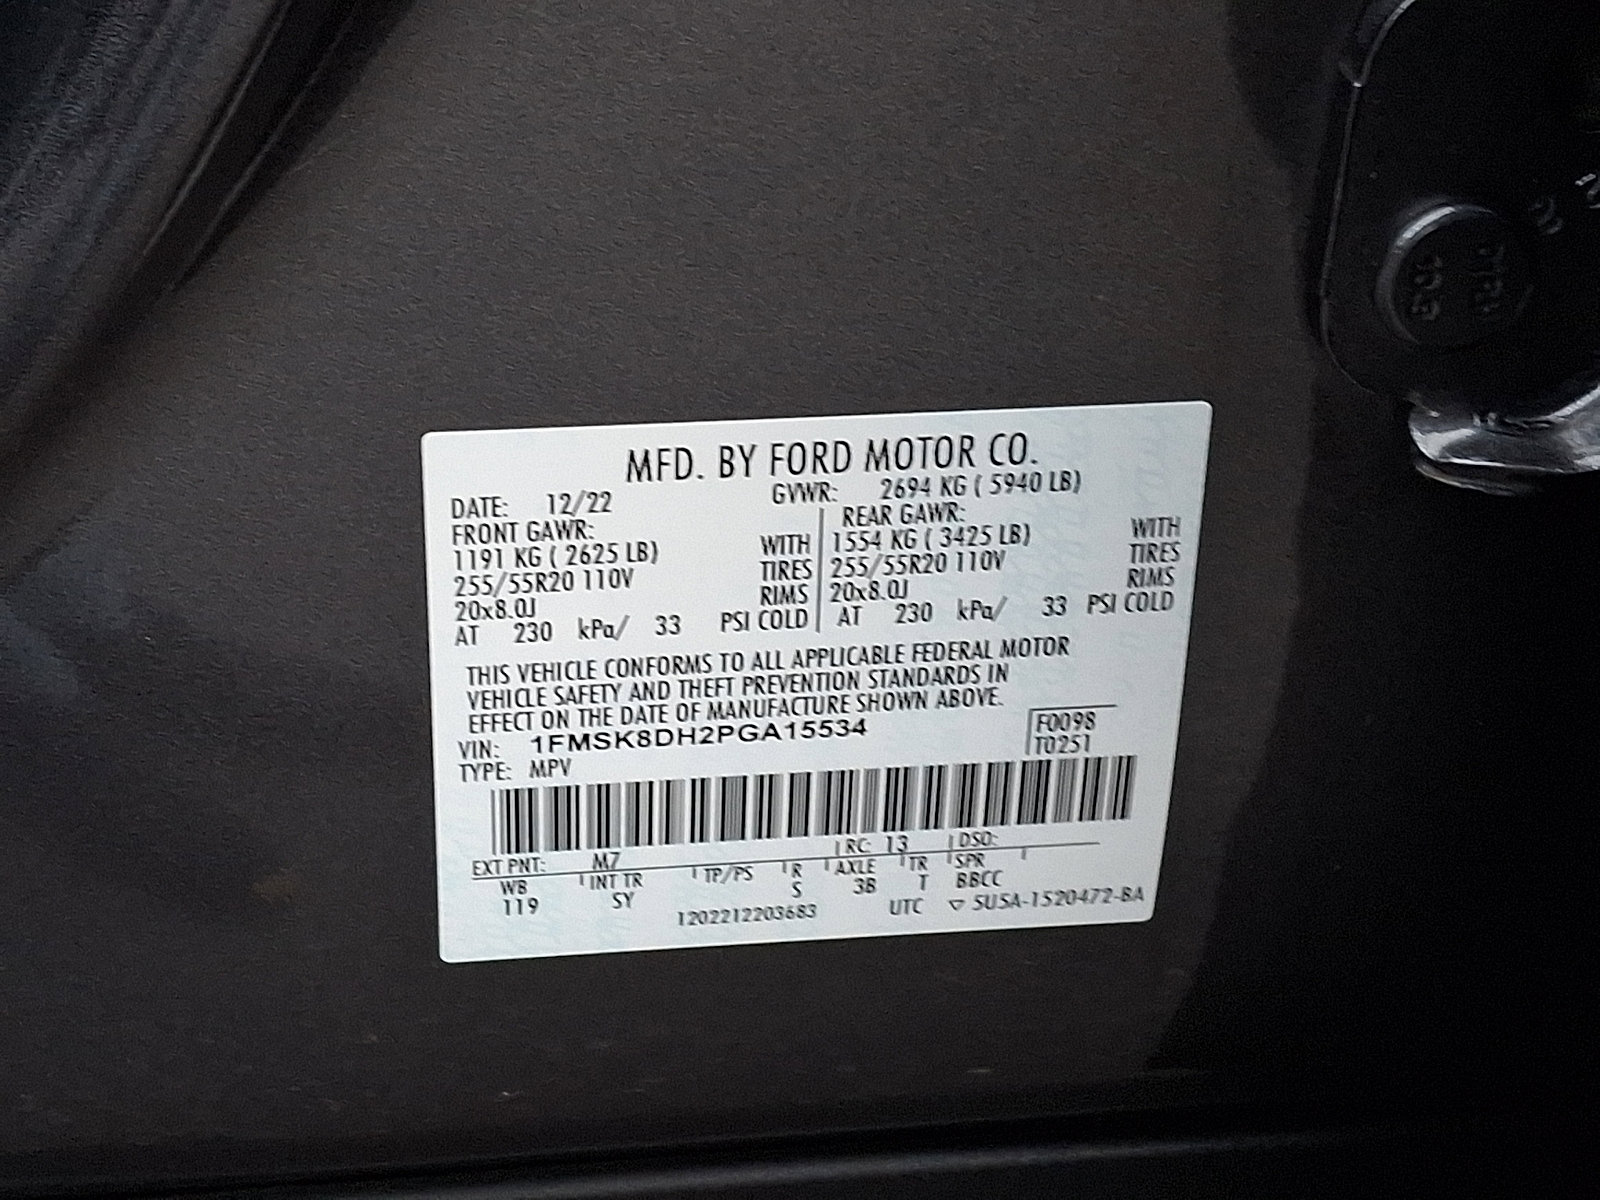 MFD. BY FORD MOTOR CO.
DATE: 12/22 GVWR: 2694 KG ( 5940 LB)
FRONT GAWR: REAR GAWR:
1191 KG ( 2625 LB) WITH 1554 KG ( 3425 LB) WITH
255/55R20 110V TIRES 255/55R20 110V TIRES
20x8.0J RIMS 20x8.0J RIMS
AT 230 kPa/ 33 PSI COLD AT 230 kPa/ 33 PSI COLD
THIS VEHICLE CONFORMS TO ALL APPLICABLE FEDERAL MOTOR
VEHICLE SAFETY AND THEFT PREVENTION STANDARDS IN
EFFECT ON THE DATE OF MANUFACTURE SHOWN ABOVE.
VIN: 1FMSK8DH2PGA15534 F0098
TYPE: MPV T0251
EXT PNT: M7 RC: 13 DSO:
WB INT TR TP/PS R AXLE TR SPR
119 SY S 3B T BBCC
1202212203683 UTC ▽ 5U5A-1520472-BA